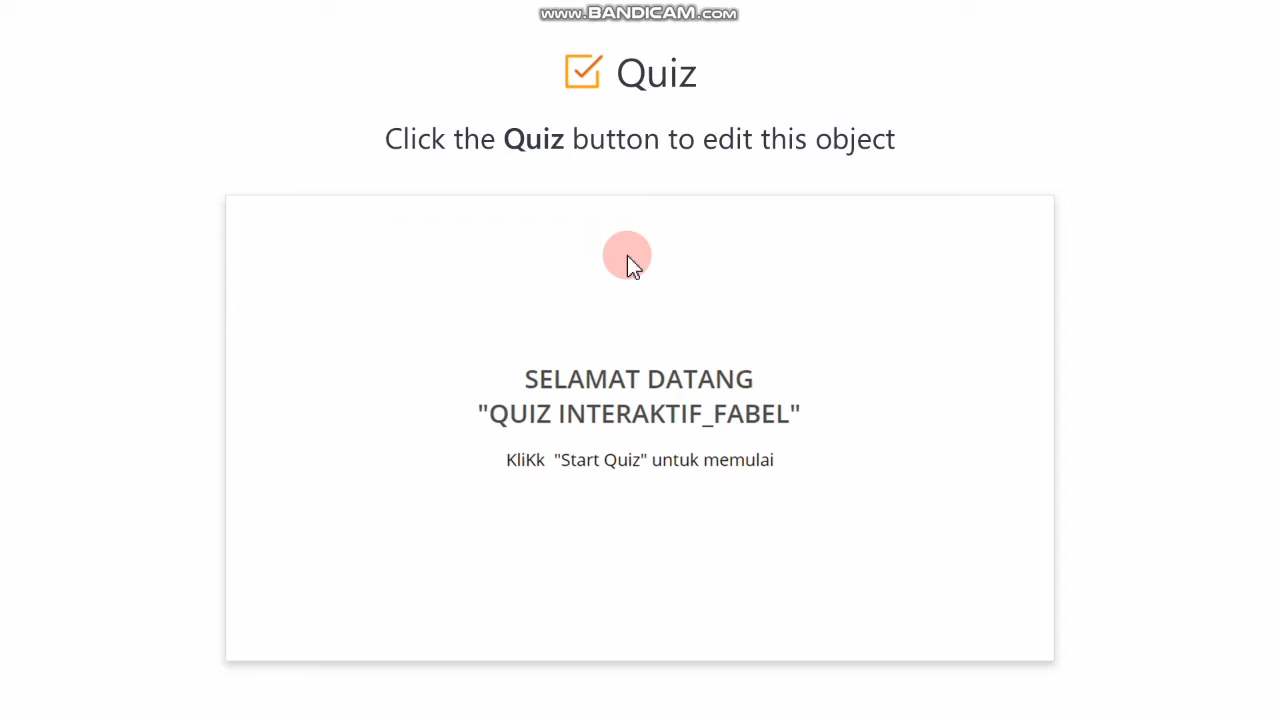 www.BANDICAM.com
Quiz
Click the Quiz button to edit this object
SELAMAT DATANG
"QUIZ INTERAKTIF_FABEL"
KliKk "Start Quiz" untuk memulai